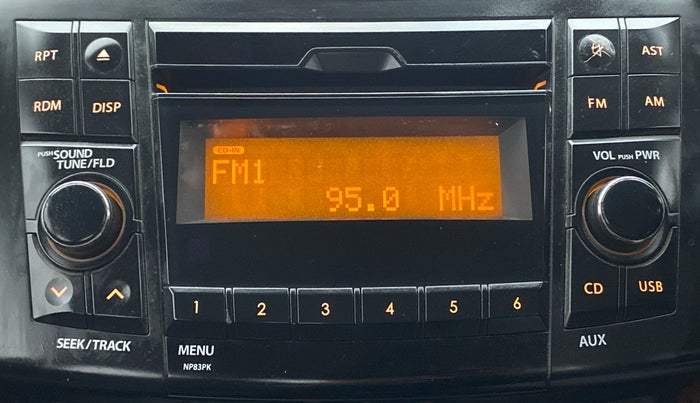 RPT
RDM DISP
PUSH SOUND
TUNE/FLD
SEEK/TRACK
CD-IN
FM1
95.0 MHz
1 2 3 4 5 6
MENU
NP83PK
AST
FM AM
VOL PUSH PWR
CD USB
AUX